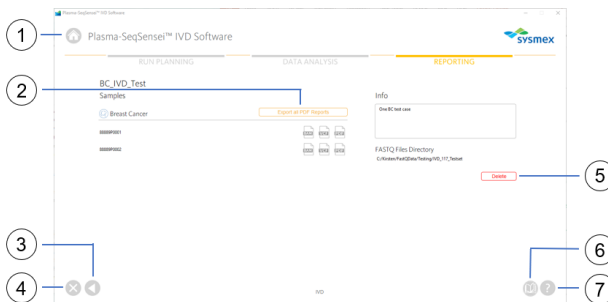 Plasma-SeqSensei™ IVD Software
1
Plasma-SeqSensei™ IVD Software
sysmex
RUN PLANNING
DATA ANALYSIS
REPORTING
BC_IVD_Test
Samples
Info
2
Breast Cancer
Export all PDF Reports
One BC test case
FASTQ Files Directory
Delete
5
3
6
4
IVD
?
7